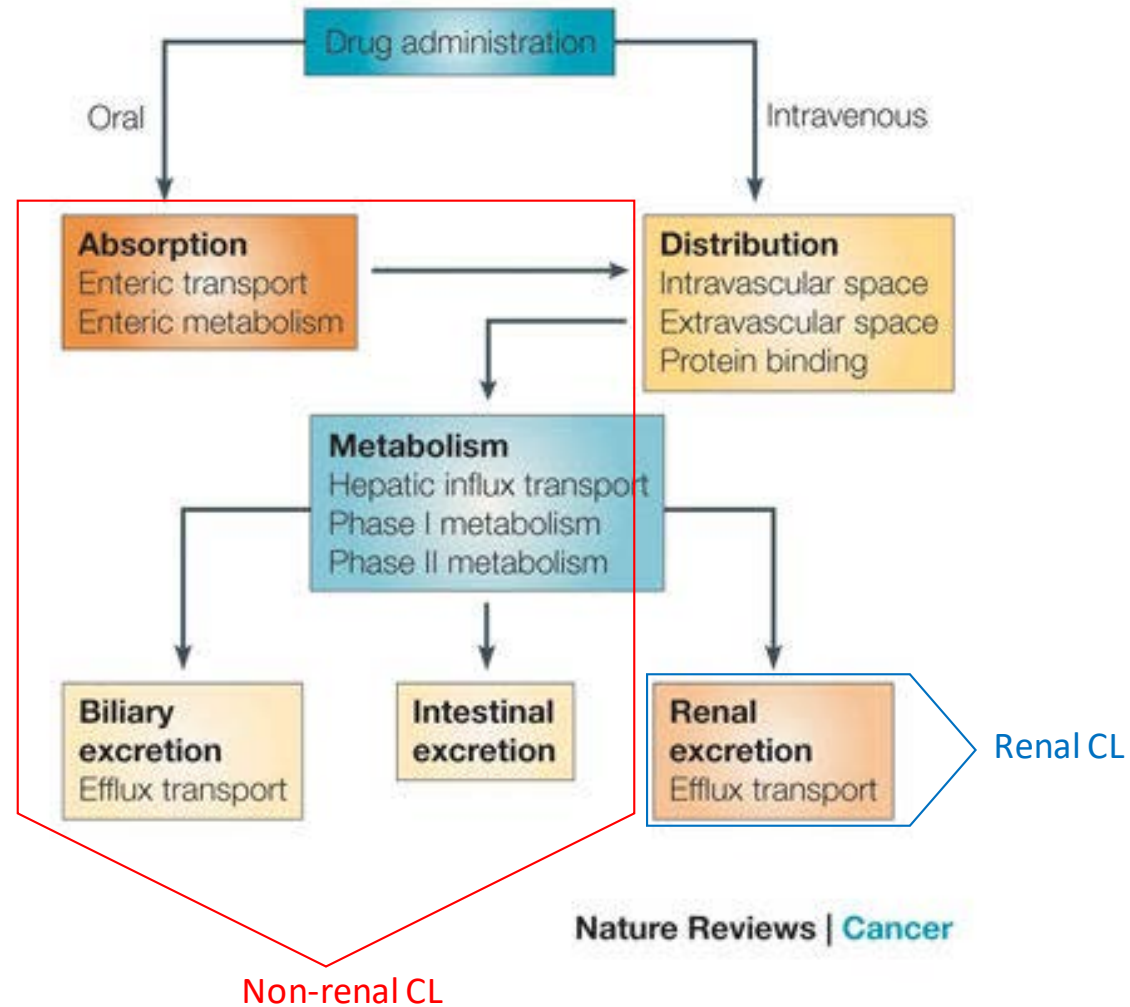 Drug administration
Oral
Intravenous
Absorption
Enteric transport
Enteric metabolism
Distribution
Intravascular space
Extravascular space
Protein binding
Metabolism
Hepatic influx transport
Phase I metabolism
Phase II metabolism
Biliary
excretion
Efflux transport
Intestinal
excretion
Renal
excretion
Efflux transport
Renal CL
Nature Reviews | Cancer
Non-renal CL